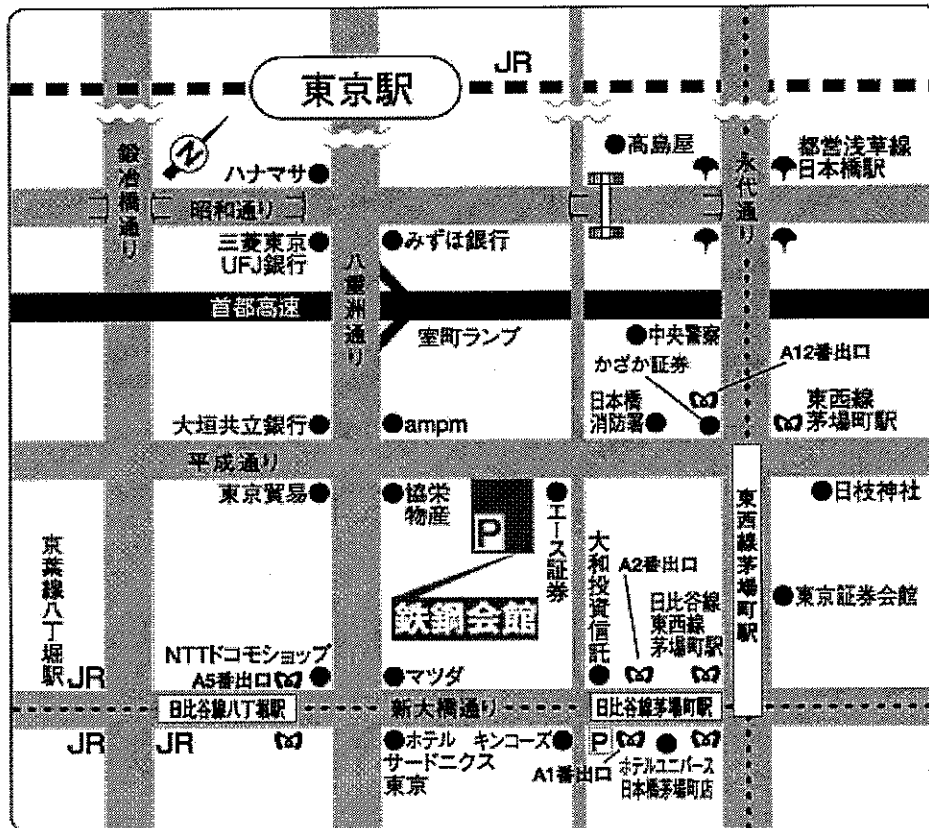 JR
東京駅
N
鍛冶橋通り
ハナマサ
高島屋
永代通り
都営浅草線
日本橋駅
昭和通り
三菱東京
UFJ銀行
八重洲通り
みずほ銀行
首都高速
室町ランプ
中央警察
かざか証券
A12番出口
大垣共立銀行
ampm
日本橋
消防署
東西線
茅場町駅
平成通り
東京貿易
協栄
物産
P
エース証券
日枝神社
東西線茅場町駅
京葉線八丁堀駅
大和投資信託
A2番出口
日比谷線
東西線
茅場町駅
東京証券会館
鉄鋼会館
NTTドコモショップ
A5番出口
JR
マツダ
日比谷線八丁堀駅
新大橋通り
日比谷線茅場町駅
JR
JR
ホテル
サードニクス
東京
キンコーズ
P
A1番出口
ホテルユニバース
日本橋茅場町店